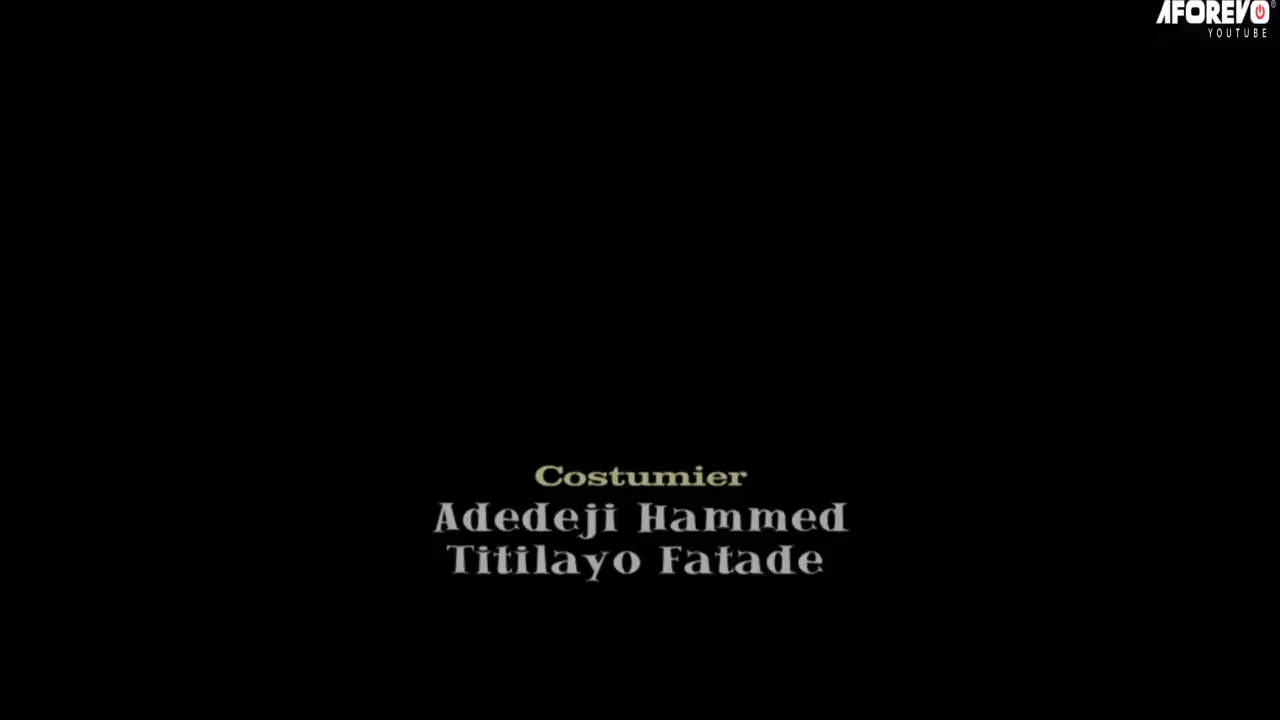 AFOREVO
YOUTUBE
Costumier
Adedeji Hammed
Titilayo Fatade